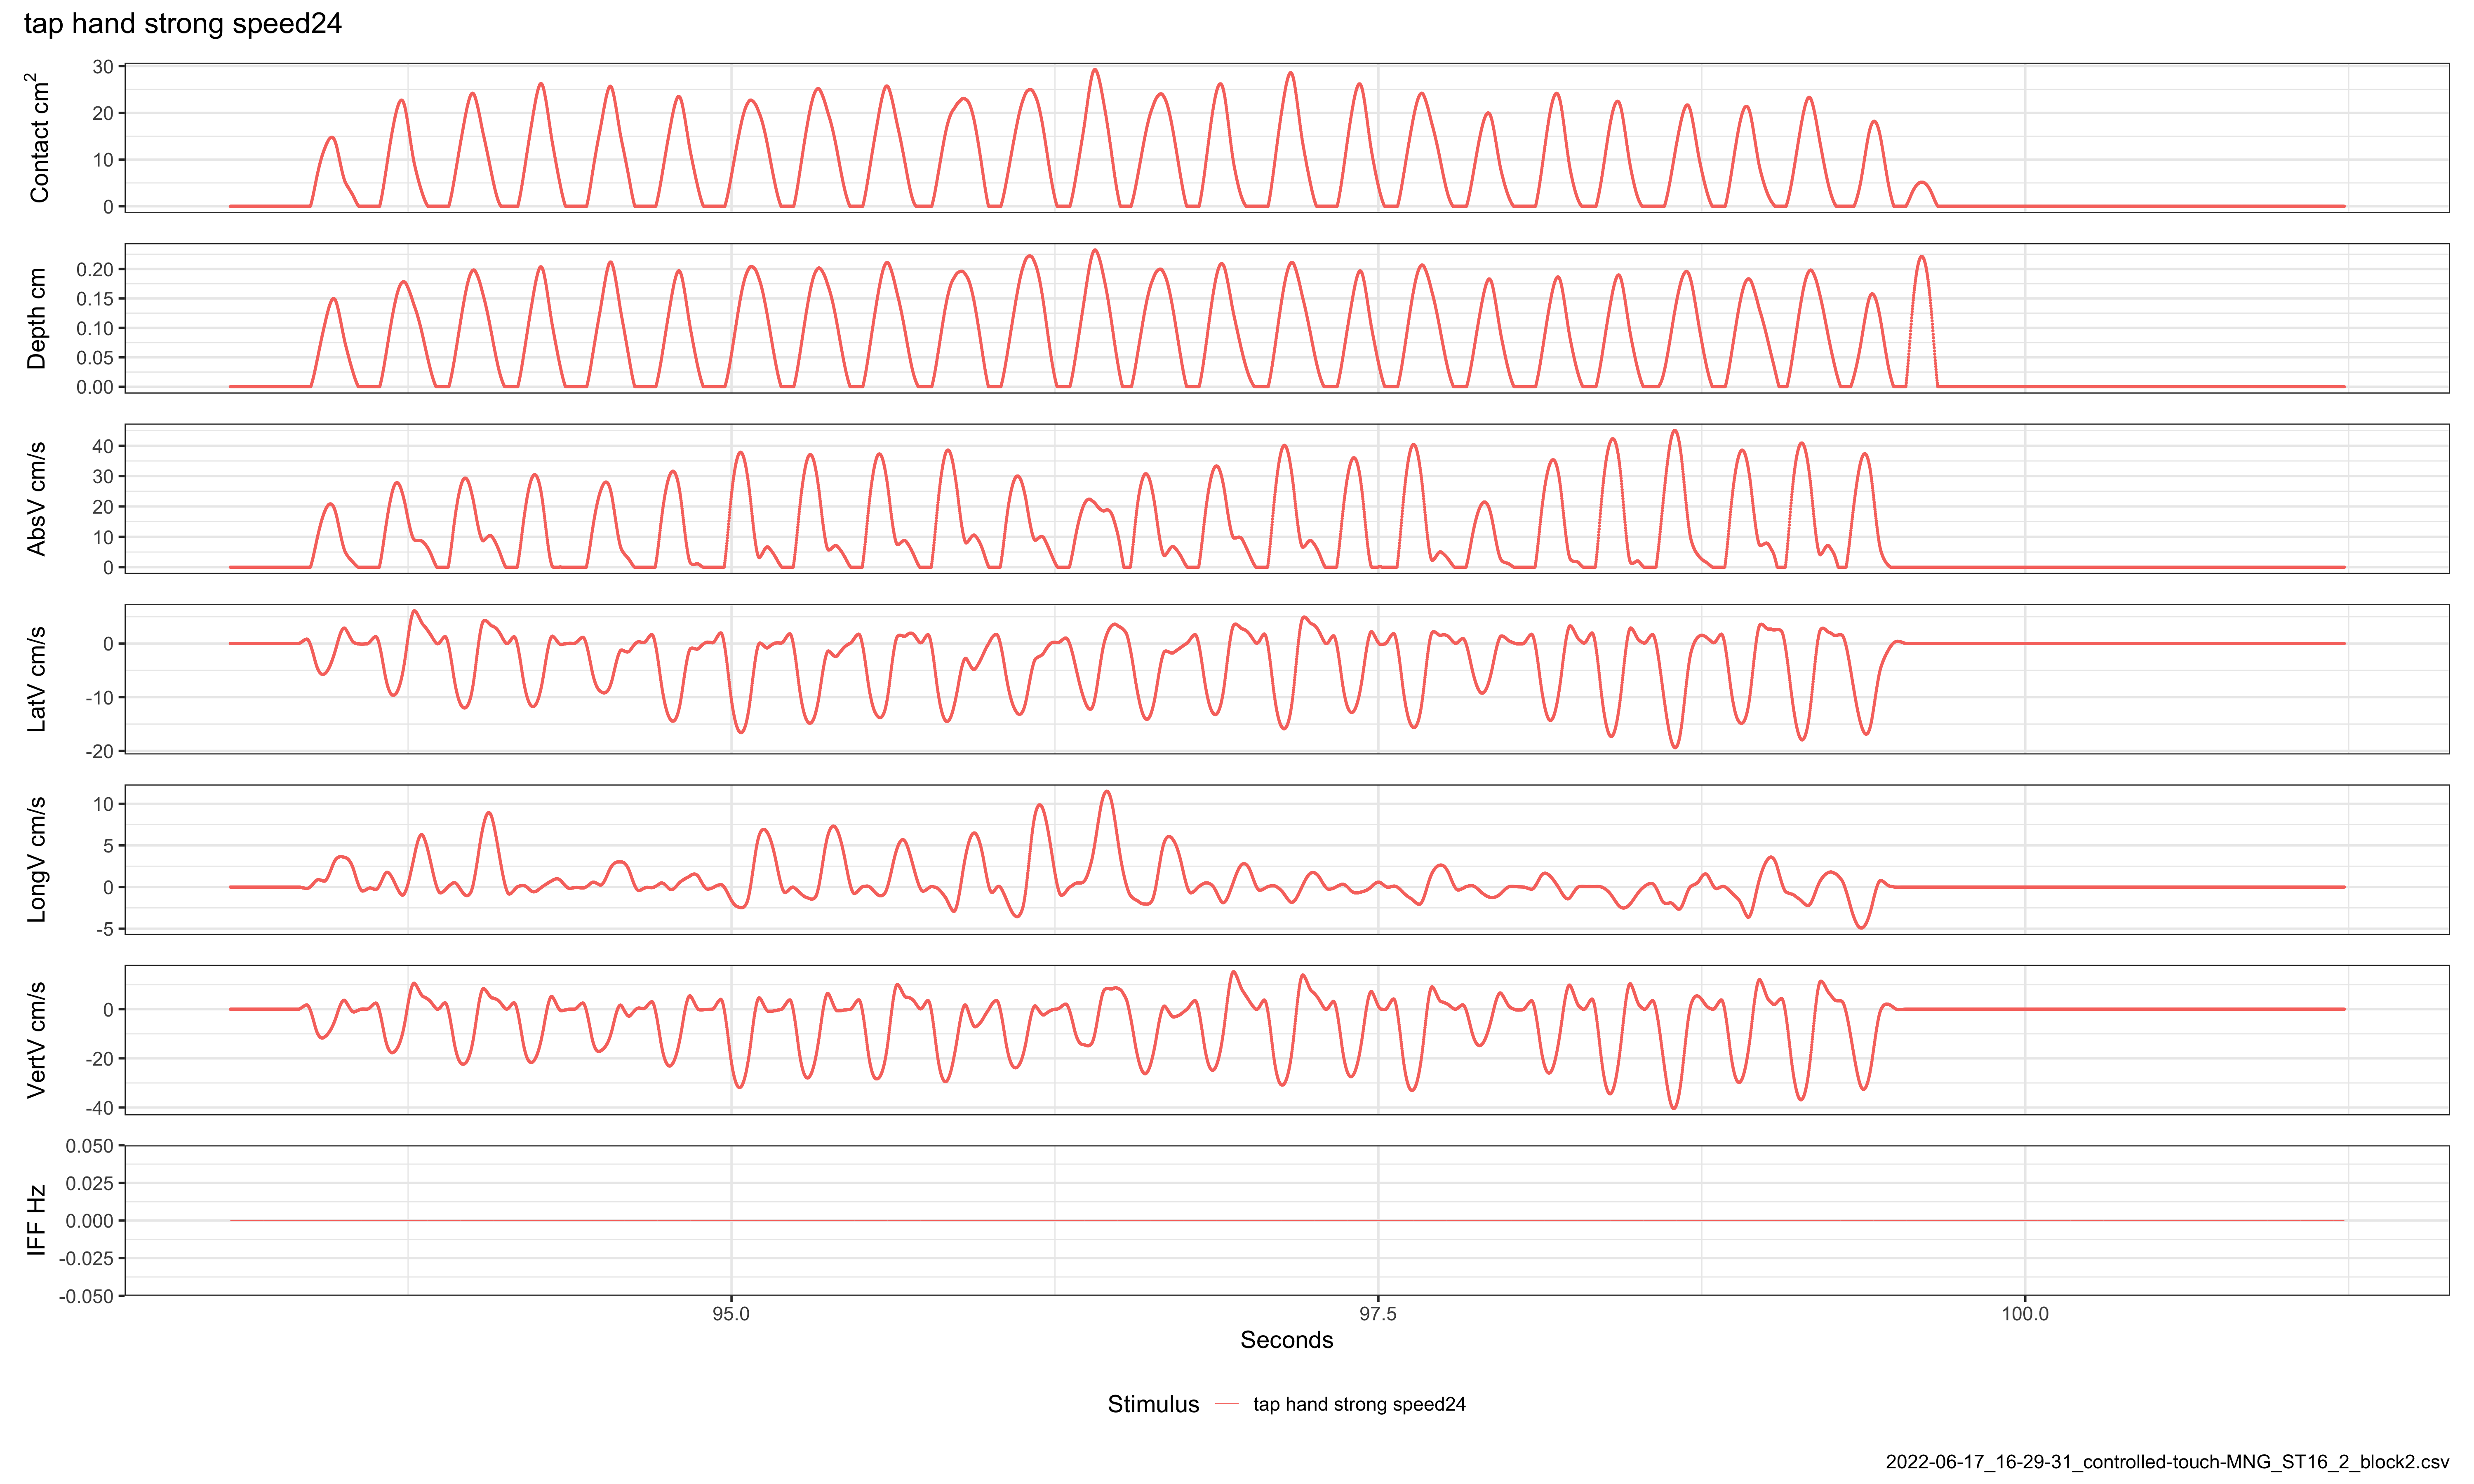 tap hand strong speed24
Contact cm²
30
20
10
0
Depth cm
0.20
0.15
0.10
0.05
0.00
AbsV cm/s
40
30
20
10
0
LatV cm/s
0
-10
-20
LongV cm/s
10
5
0
-5
VertV cm/s
0
-20
-40
IFF Hz
0.050
0.025
0.000
-0.025
-0.050
95.0 97.5 100.0
Seconds
Stimulus tap hand strong speed24
2022-06-17_16-29-31_controlled-touch-MNG_ST16_2_block2.csv